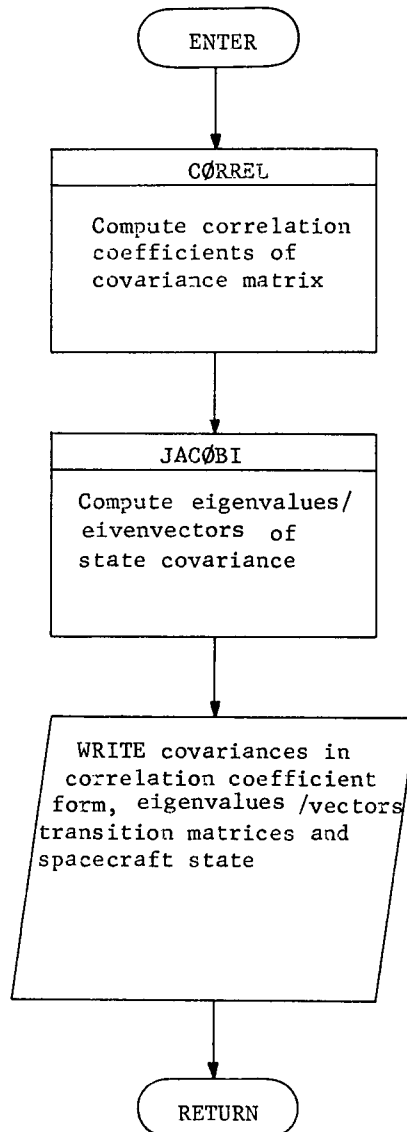 ENTER
CØRREL
Compute correlation
coefficients of
covariance matrix
JACØBI
Compute eigenvalues/
eivenvectors of
state covariance
WRITE covariances in
correlation coefficient
form, eigenvalues /vectors
transition matrices and
spacecraft state
RETURN